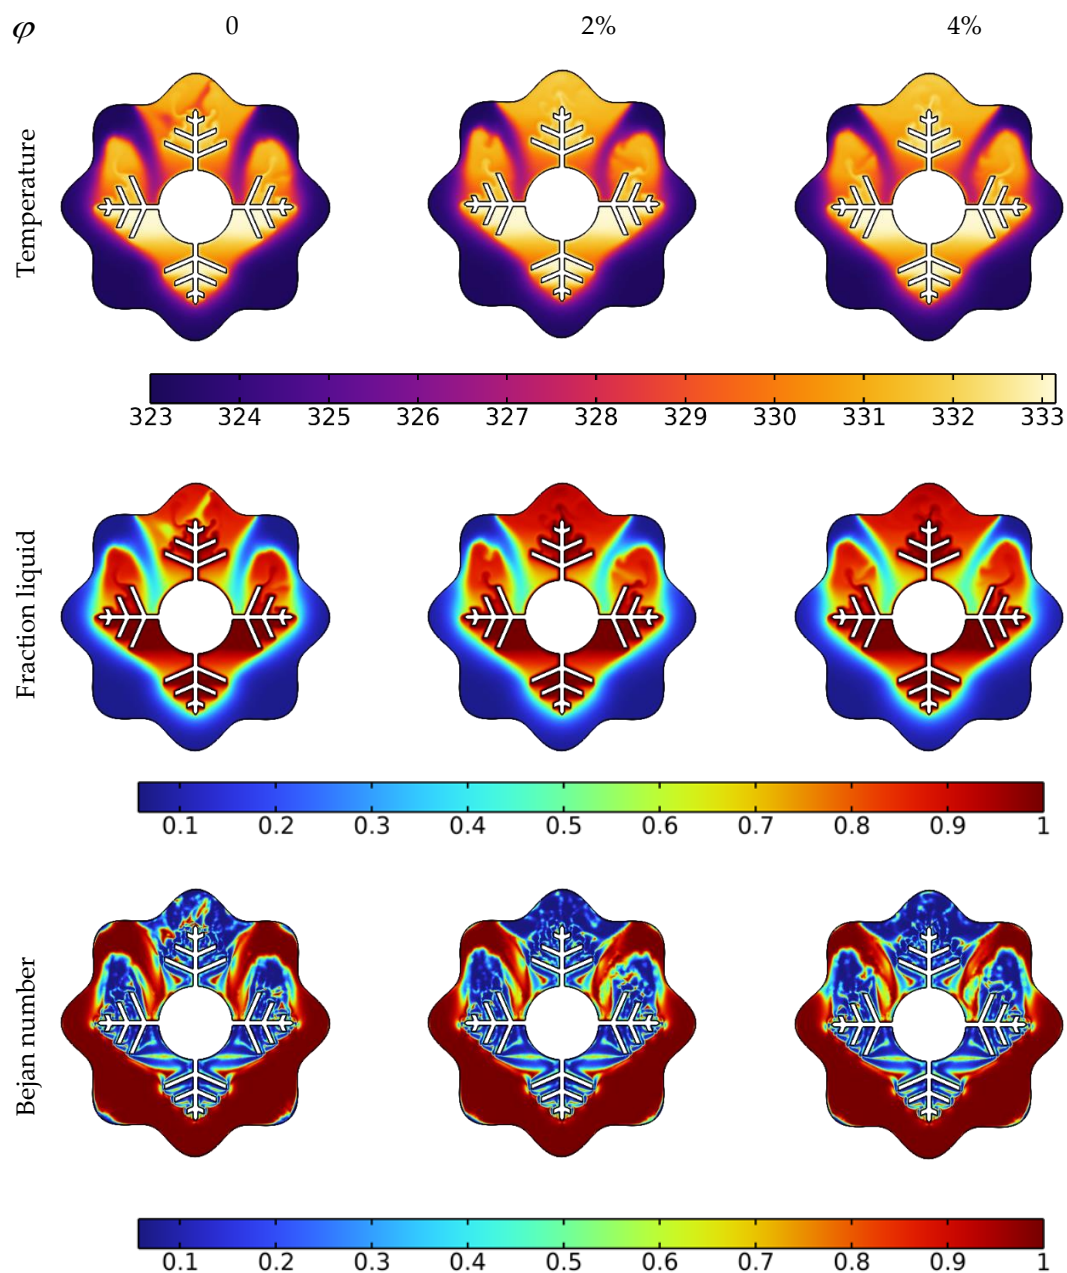 φ 0 2% 4%
Temperature
323 324 325 326 327 328 329 330 331 332 333
Fraction liquid
0.1 0.2 0.3 0.4 0.5 0.6 0.7 0.8 0.9 1
Bejan number
0.1 0.2 0.3 0.4 0.5 0.6 0.7 0.8 0.9 1